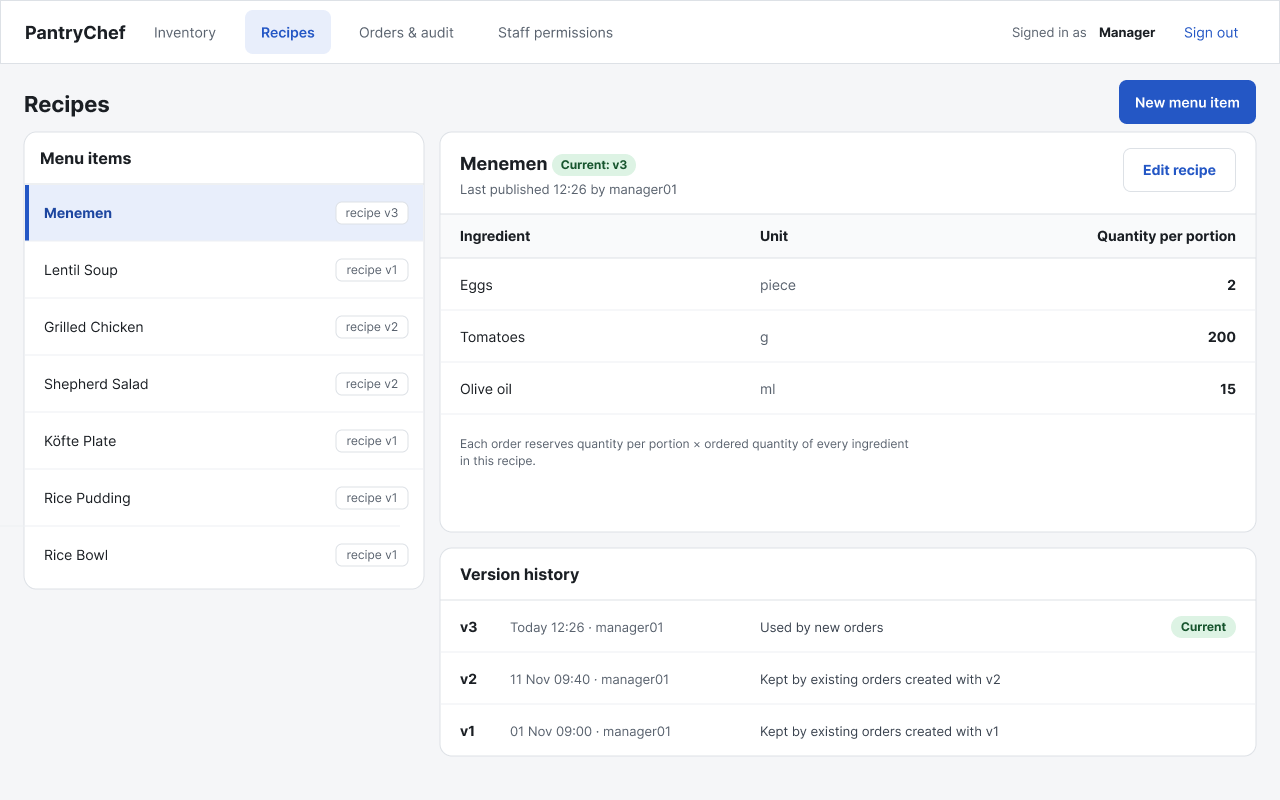 PantryChef Inventory Recipes Orders & audit Staff permissions Signed in as Manager Sign out
Recipes New menu item
Menu items
Menemen recipe v3
Lentil Soup recipe v1
Grilled Chicken recipe v2
Shepherd Salad recipe v2
Köfte Plate recipe v1
Rice Pudding recipe v1
Rice Bowl recipe v1
Menemen Current: v3 Edit recipe
Last published 12:26 by manager01
Ingredient Unit Quantity per portion
Eggs piece 2
Tomatoes g 200
Olive oil ml 15
Each order reserves quantity per portion × ordered quantity of every ingredient
in this recipe.
Version history
v3 Today 12:26 · manager01 Used by new orders Current
v2 11 Nov 09:40 · manager01 Kept by existing orders created with v2
v1 01 Nov 09:00 · manager01 Kept by existing orders created with v1